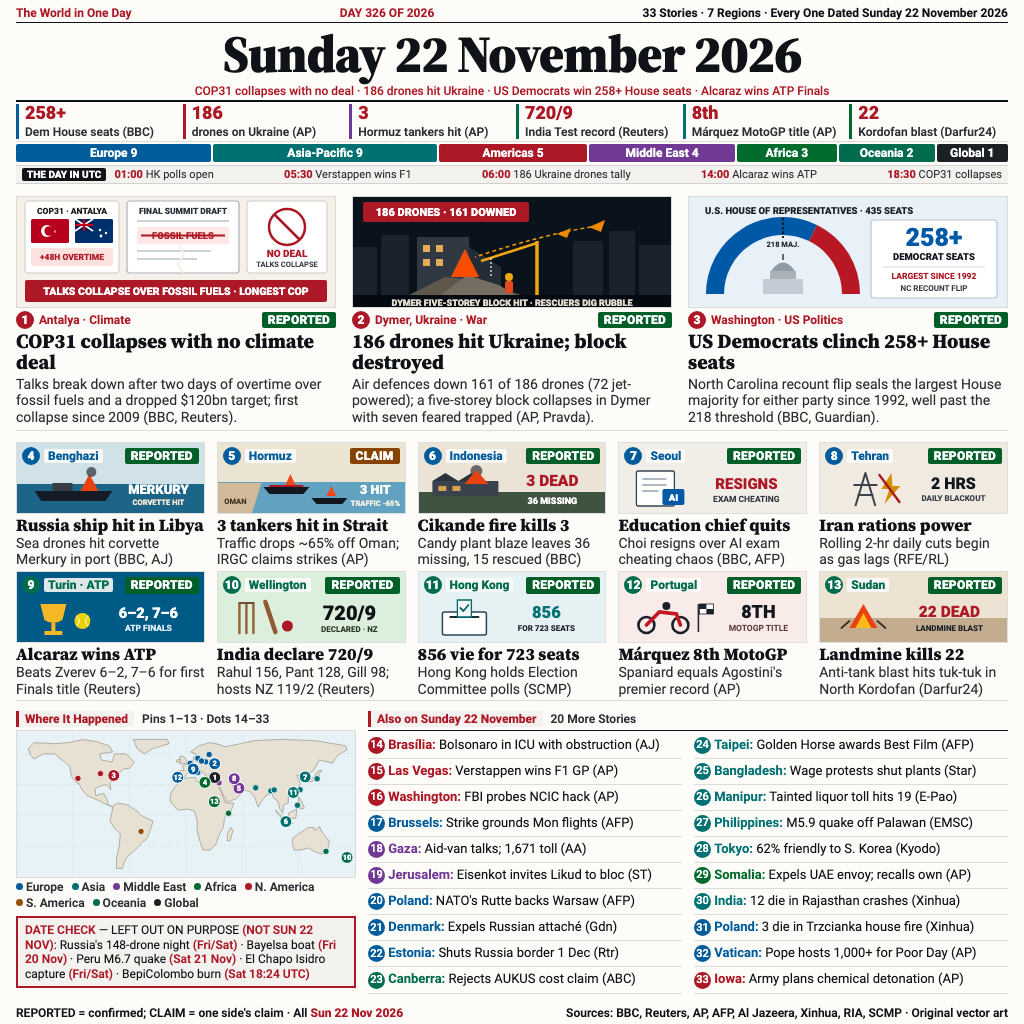 The World in One Day
DAY 326 OF 2026
33 Stories · 7 Regions · Every One Dated Sunday 22 November 2026
Sunday 22 November 2026
COP31 collapses with no deal · 186 drones hit Ukraine · US Democrats win 258+ House seats · Alcaraz wins ATP Finals
258+
Dem House seats (BBC)
186
drones on Ukraine (AP)
3
Hormuz tankers hit (AP)
720/9
India Test record (Reuters)
8th
Márquez MotoGP title (AP)
22
Kordofan blast (Darfur24)
Europe 9
Asia-Pacific 9
Americas 5
Middle East 4
Africa 3
Oceania 2
Global 1
THE DAY IN UTC
01:00 HK polls open
05:30 Verstappen wins F1
06:00 186 Ukraine drones tally
14:00 Alcaraz wins ATP
18:30 COP31 collapses
COP31 · ANTALYA
+48H OVERTIME
FINAL SUMMIT DRAFT
FOSSIL FUELS
NO DEAL
TALKS COLLAPSE
TALKS COLLAPSE OVER FOSSIL FUELS · LONGEST COP
1 Antalya · Climate
REPORTED
COP31 collapses with no climate
deal
Talks break down after two days of overtime over
fossil fuels and a dropped $120bn target; first
collapse since 2009 (BBC, Reuters).
186 DRONES · 161 DOWNED
DYMER FIVE-STOREY BLOCK HIT · RESCUERS DIG RUBBLE
2 Dymer, Ukraine · War
REPORTED
186 drones hit Ukraine; block
destroyed
Air defences down 161 of 186 drones (72 jet-
powered); a five-storey block collapses in Dymer
with seven feared trapped (AP, Pravda).
U.S. HOUSE OF REPRESENTATIVES · 435 SEATS
218 MAJ.
258+
DEMOCRAT SEATS
LARGEST SINCE 1992
NC RECOUNT FLIP
3 Washington · US Politics
REPORTED
US Democrats clinch 258+ House
seats
North Carolina recount flip seals the largest House
majority for either party since 1992, well past the
218 threshold (BBC, Guardian).
4 Benghazi
REPORTED
MERKURY
CORVETTE HIT
Russia ship hit in Libya
Sea drones hit corvette
Merkury in port (BBC, AJ)
5 Hormuz
CLAIM
OMAN
3 HIT
TRAFFIC -65%
3 tankers hit in Strait
Traffic drops ~65% off Oman;
IRGC claims strikes (AP)
6 Indonesia
REPORTED
3 DEAD
36 MISSING
Cikande fire kills 3
Candy plant blaze leaves 36
missing, 15 rescued (BBC)
7 Seoul
REPORTED
AI
RESIGNS
EXAM CHEATING
Education chief quits
Choi resigns over AI exam
cheating chaos (BBC, AFP)
8 Tehran
REPORTED
2 HRS
DAILY BLACKOUT
Iran rations power
Rolling 2-hr daily cuts begin
as gas lags (RFE/RL)
9 Turin · ATP
REPORTED
6–2, 7–6
ATP FINALS
Alcaraz wins ATP
Beats Zverev 6–2, 7–6 for first
Finals title (Reuters)
10 Wellington
REPORTED
720/9
DECLARED · NZ
India declare 720/9
Rahul 156, Pant 128, Gill 98;
hosts NZ 119/2 (Reuters)
11 Hong Kong
REPORTED
856
FOR 723 SEATS
856 vie for 723 seats
Hong Kong holds Election
Committee polls (SCMP)
12 Portugal
REPORTED
8TH
MOTOGP TITLE
Márquez 8th MotoGP
Spaniard equals Agostini's
premier record (AP)
13 Sudan
REPORTED
22 DEAD
LANDMINE BLAST
Landmine kills 22
Anti-tank blast hits tuk-tuk in
North Kordofan (Darfur24)
Where It Happened
Pins 1–13 · Dots 14–33
3
12
9
2
4
1
8
5
13
7
11
6
10
Europe
Asia
Middle East
Africa
N. America
S. America
Oceania
Global
DATE CHECK — LEFT OUT ON PURPOSE (NOT SUN 22
NOV): Russia's 148-drone night (Fri/Sat) · Bayelsa boat (Fri
20 Nov) · Peru M6.7 quake (Sat 21 Nov) · El Chapo Isidro
capture (Fri/Sat) · BepiColombo burn (Sat 18:24 UTC)
Also on Sunday 22 November
20 More Stories
14 Brasília: Bolsonaro in ICU with obstruction (AJ)
15 Las Vegas: Verstappen wins F1 GP (AP)
16 Washington: FBI probes NCIC hack (AP)
17 Brussels: Strike grounds Mon flights (AFP)
18 Gaza: Aid-van talks; 1,671 toll (AA)
19 Jerusalem: Eisenkot invites Likud to bloc (ST)
20 Poland: NATO's Rutte backs Warsaw (AFP)
21 Denmark: Expels Russian attaché (Gdn)
22 Estonia: Shuts Russia border 1 Dec (Rtr)
23 Canberra: Rejects AUKUS cost claim (ABC)
24 Taipei: Golden Horse awards Best Film (AFP)
25 Bangladesh: Wage protests shut plants (Star)
26 Manipur: Tainted liquor toll hits 19 (E-Pao)
27 Philippines: M5.9 quake off Palawan (EMSC)
28 Tokyo: 62% friendly to S. Korea (Kyodo)
29 Somalia: Expels UAE envoy; recalls own (AP)
30 India: 12 die in Rajasthan crashes (Xinhua)
31 Poland: 3 die in Trzcianka house fire (Xinhua)
32 Vatican: Pope hosts 1,000+ for Poor Day (AP)
33 Iowa: Army plans chemical detonation (AP)
REPORTED = confirmed; CLAIM = one side's claim · All Sun 22 Nov 2026
Sources: BBC, Reuters, AP, AFP, Al Jazeera, Xinhua, RIA, SCMP · Original vector art